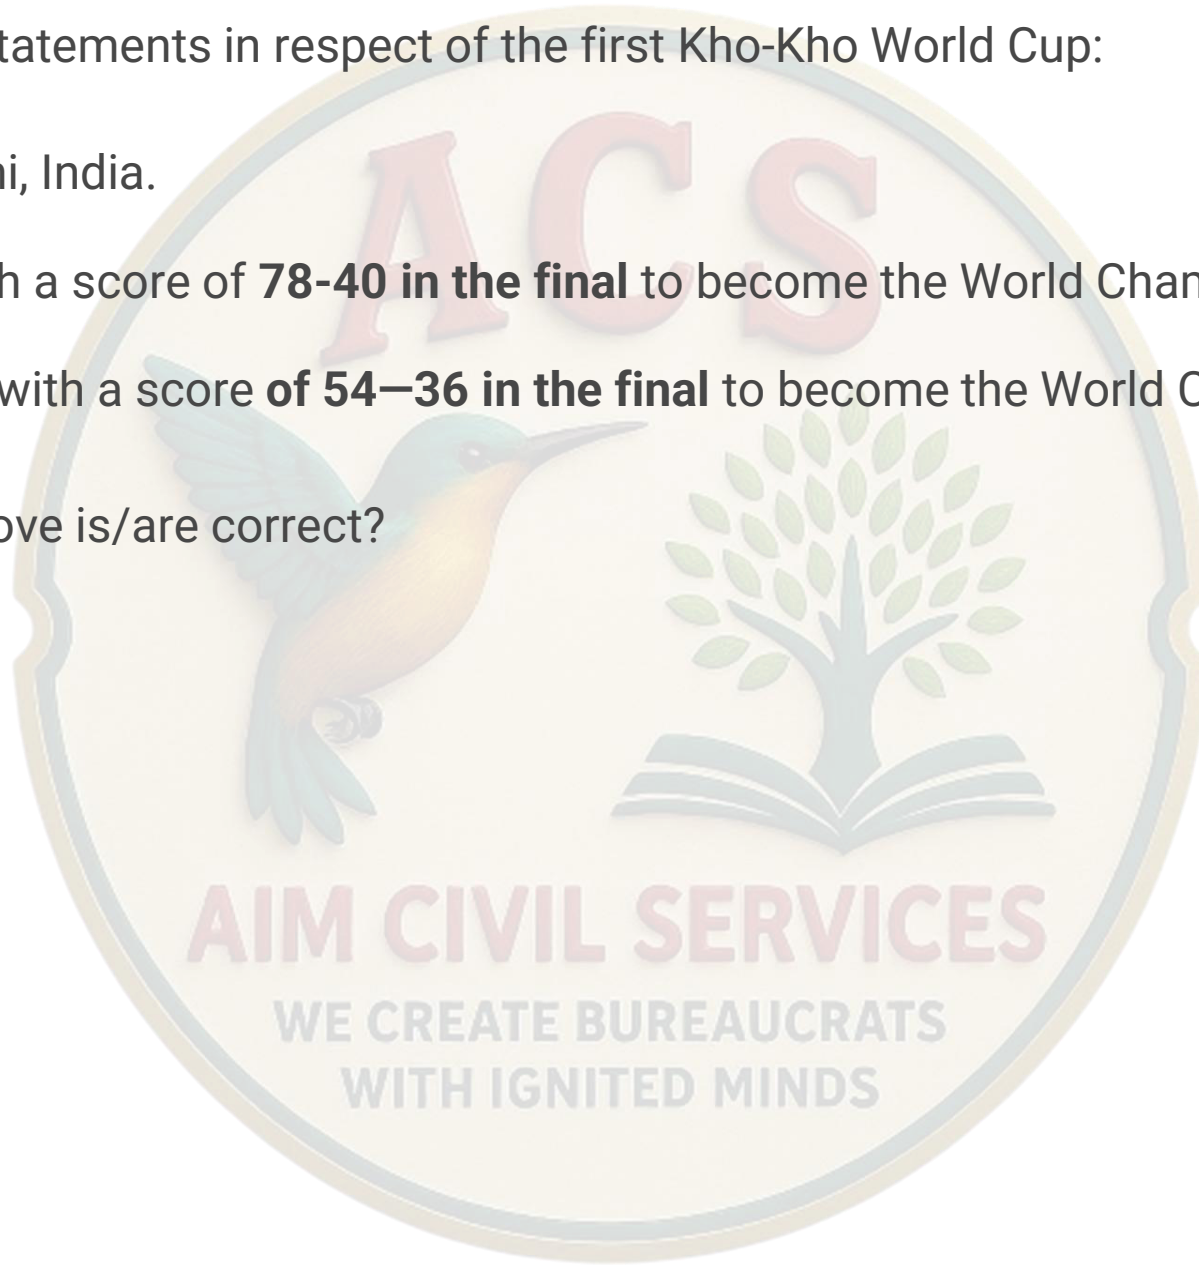 tatements in respect of the first Kho-Kho World Cup:
ni, India.
h a score of 78-40 in the final to become the World Cham
with a score of 54—36 in the final to become the World C
ove is/are correct?
ACS
AIM CIVIL SERVICES
WE CREATE BUREAUCRATS
WITH IGNITED MINDS